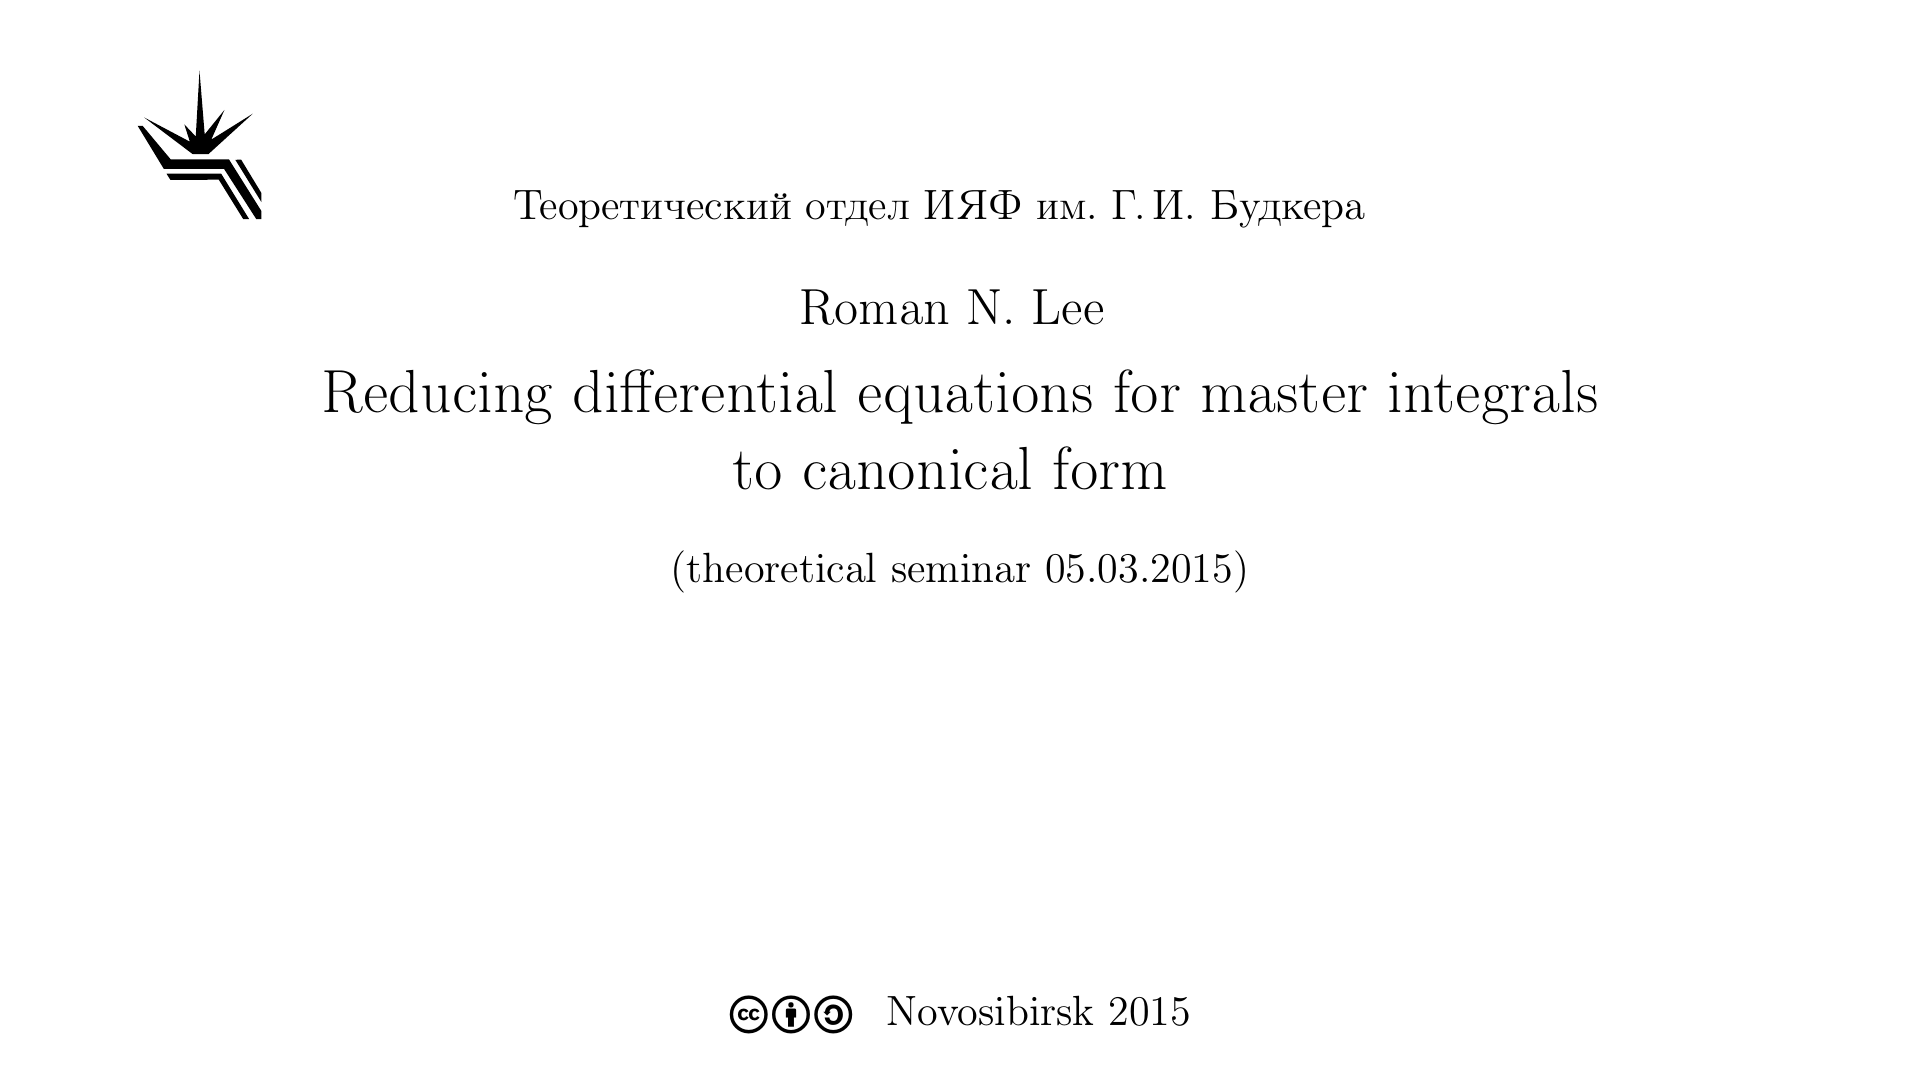 Теоретический отдел ИЯФ им. Г. И. Будкера
Roman N. Lee
Reducing differential equations for master integrals
to canonical form
(theoretical seminar 05.03.2015)
cc Novosibirsk 2015